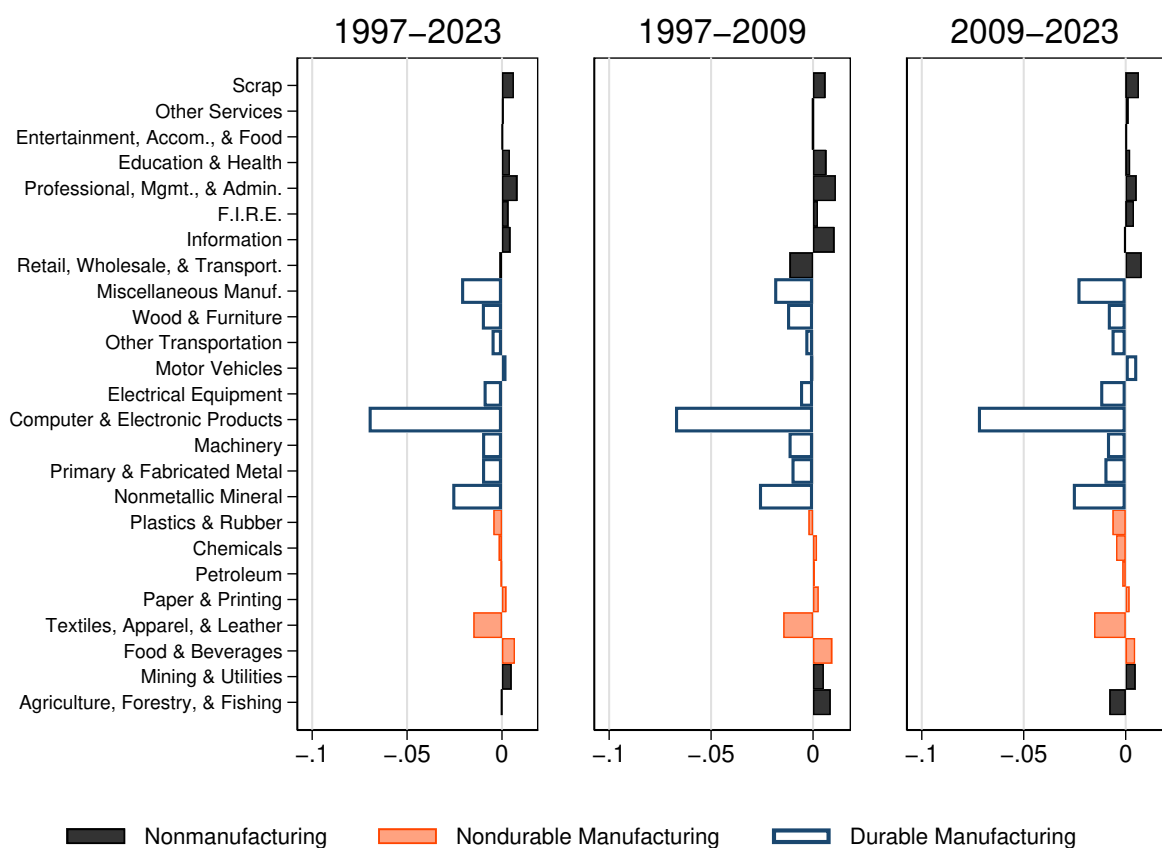 1997−2023
1997−2009
2009−2023
Scrap
Other Services
Entertainment, Accom., & Food
Education & Health
Professional, Mgmt., & Admin.
F.I.R.E.
Information
Retail, Wholesale, & Transport.
Miscellaneous Manuf.
Wood & Furniture
Other Transportation
Motor Vehicles
Electrical Equipment
Computer & Electronic Products
Machinery
Primary & Fabricated Metal
Nonmetallic Mineral
Plastics & Rubber
Chemicals
Petroleum
Paper & Printing
Textiles, Apparel, & Leather
Food & Beverages
Mining & Utilities
Agriculture, Forestry, & Fishing
−.1 −.05 0
−.1 −.05 0
−.1 −.05 0
Nonmanufacturing
Nondurable Manufacturing
Durable Manufacturing